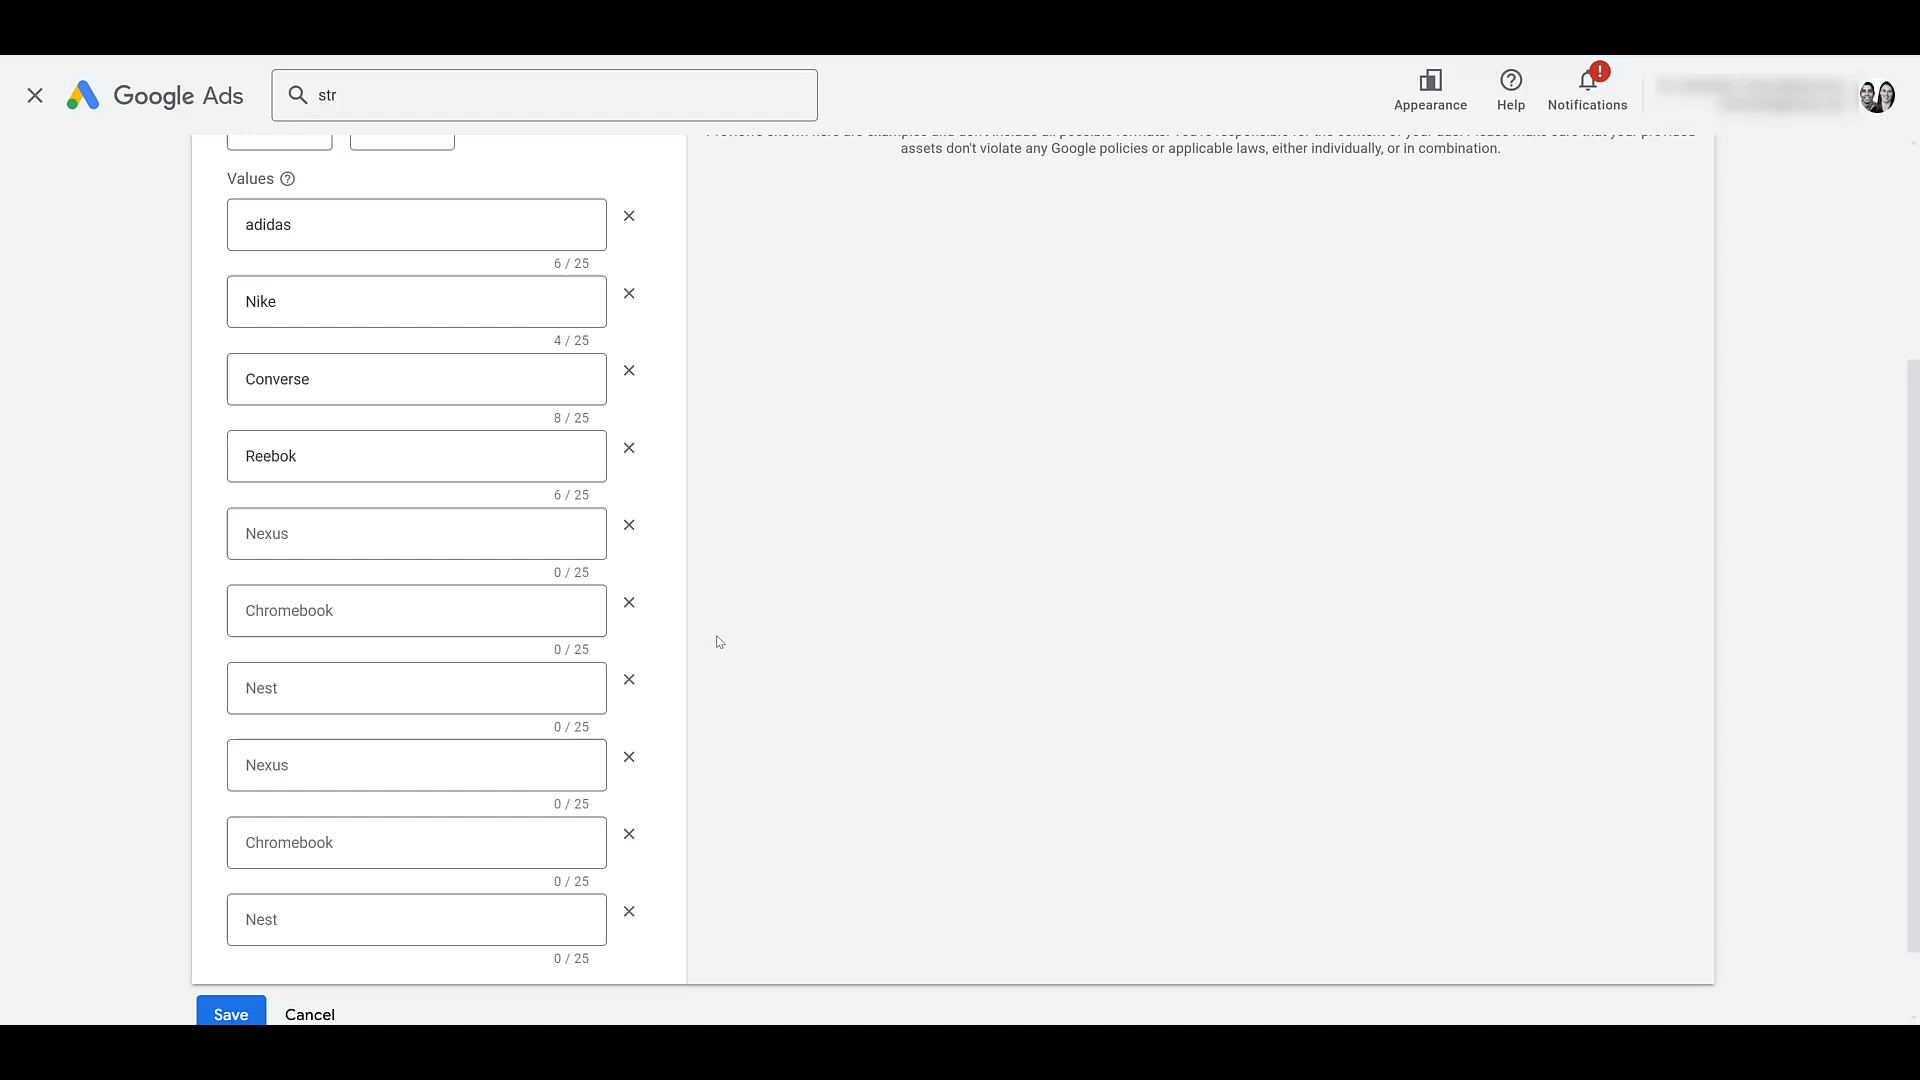 Google Ads
str
Appearance
Help
Notifications
assets don't violate any Google policies or applicable laws, either individually, or in combination.
Values
adidas
6 / 25
Nike
4 / 25
Converse
8 / 25
Reebok
6 / 25
Nexus
0 / 25
Chromebook
0 / 25
Nest
0 / 25
Nexus
0 / 25
Chromebook
0 / 25
Nest
0 / 25
Save
Cancel